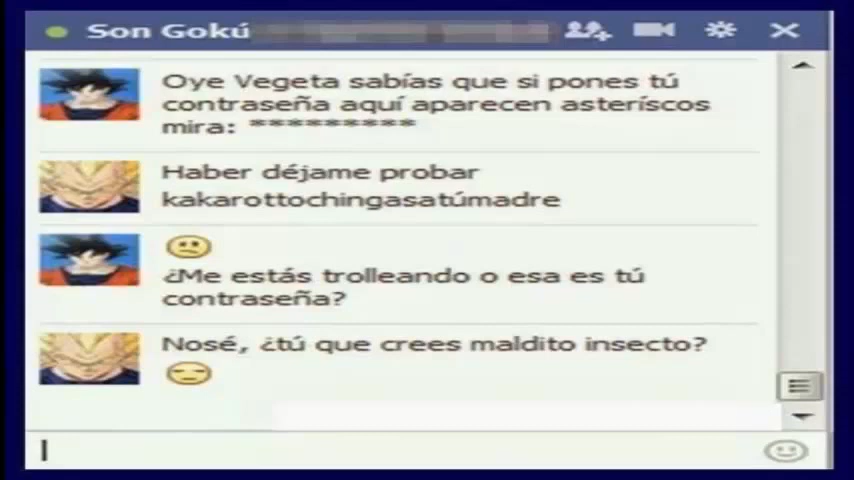 Son Gokú
Oye Vegeta sabías que si pones tú
contraseña aquí aparecen asteríscos
mira: *********
Haber déjame probar
kakarottochingasatúmadre
¿Me estás trolleando o esa es tú
contraseña?
Nosé, ¿tú que crees maldito insecto?